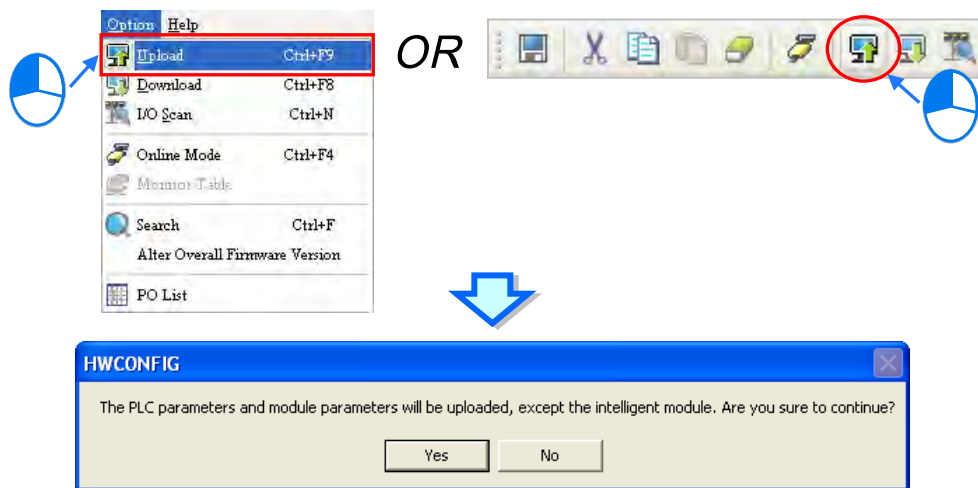 Option Help
Upload Ctrl+F9
OR
Download Ctrl+F8
I/O Scan Ctrl+N
Online Mode Ctrl+F4
Monitor Table
Search Ctrl+F
Alter Overall Firmware Version
PO List
HWCONFIG
The PLC parameters and module parameters will be uploaded, except the intelligent module. Are you sure to continue?
Yes No